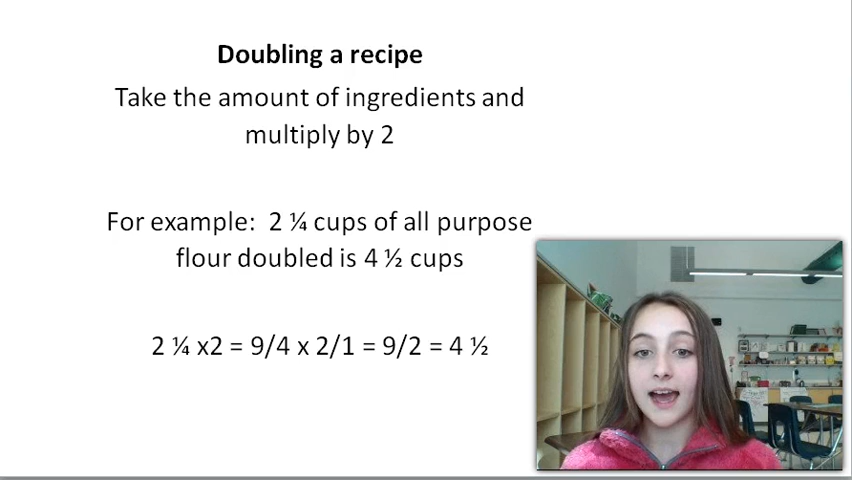 Doubling a recipe
Take the amount of ingredients and
multiply by 2
For example:  2 ¼ cups of all purpose
flour doubled is 4 ½ cups
2 ¼ x2 = 9/4 x 2/1 = 9/2 = 4 ½